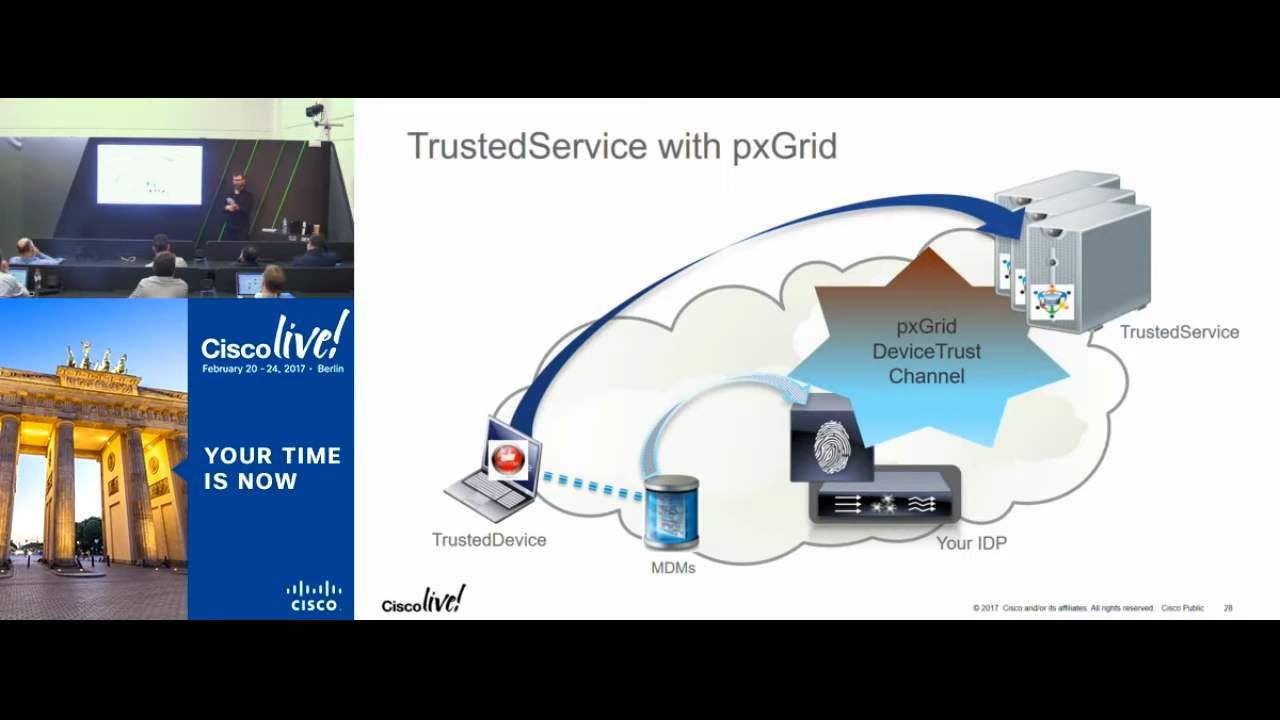 TrustedService with pxGrid
pxGrid
DeviceTrust
Channel
TrustedService
TrustedDevice
MDMs
Your IDP
Cisco live!
© 2017 Cisco and/or its affiliates. All rights reserved. Cisco Public 28
Cisco live!
February 20 - 24, 2017 • Berlin
YOUR TIME
IS NOW
CISCO